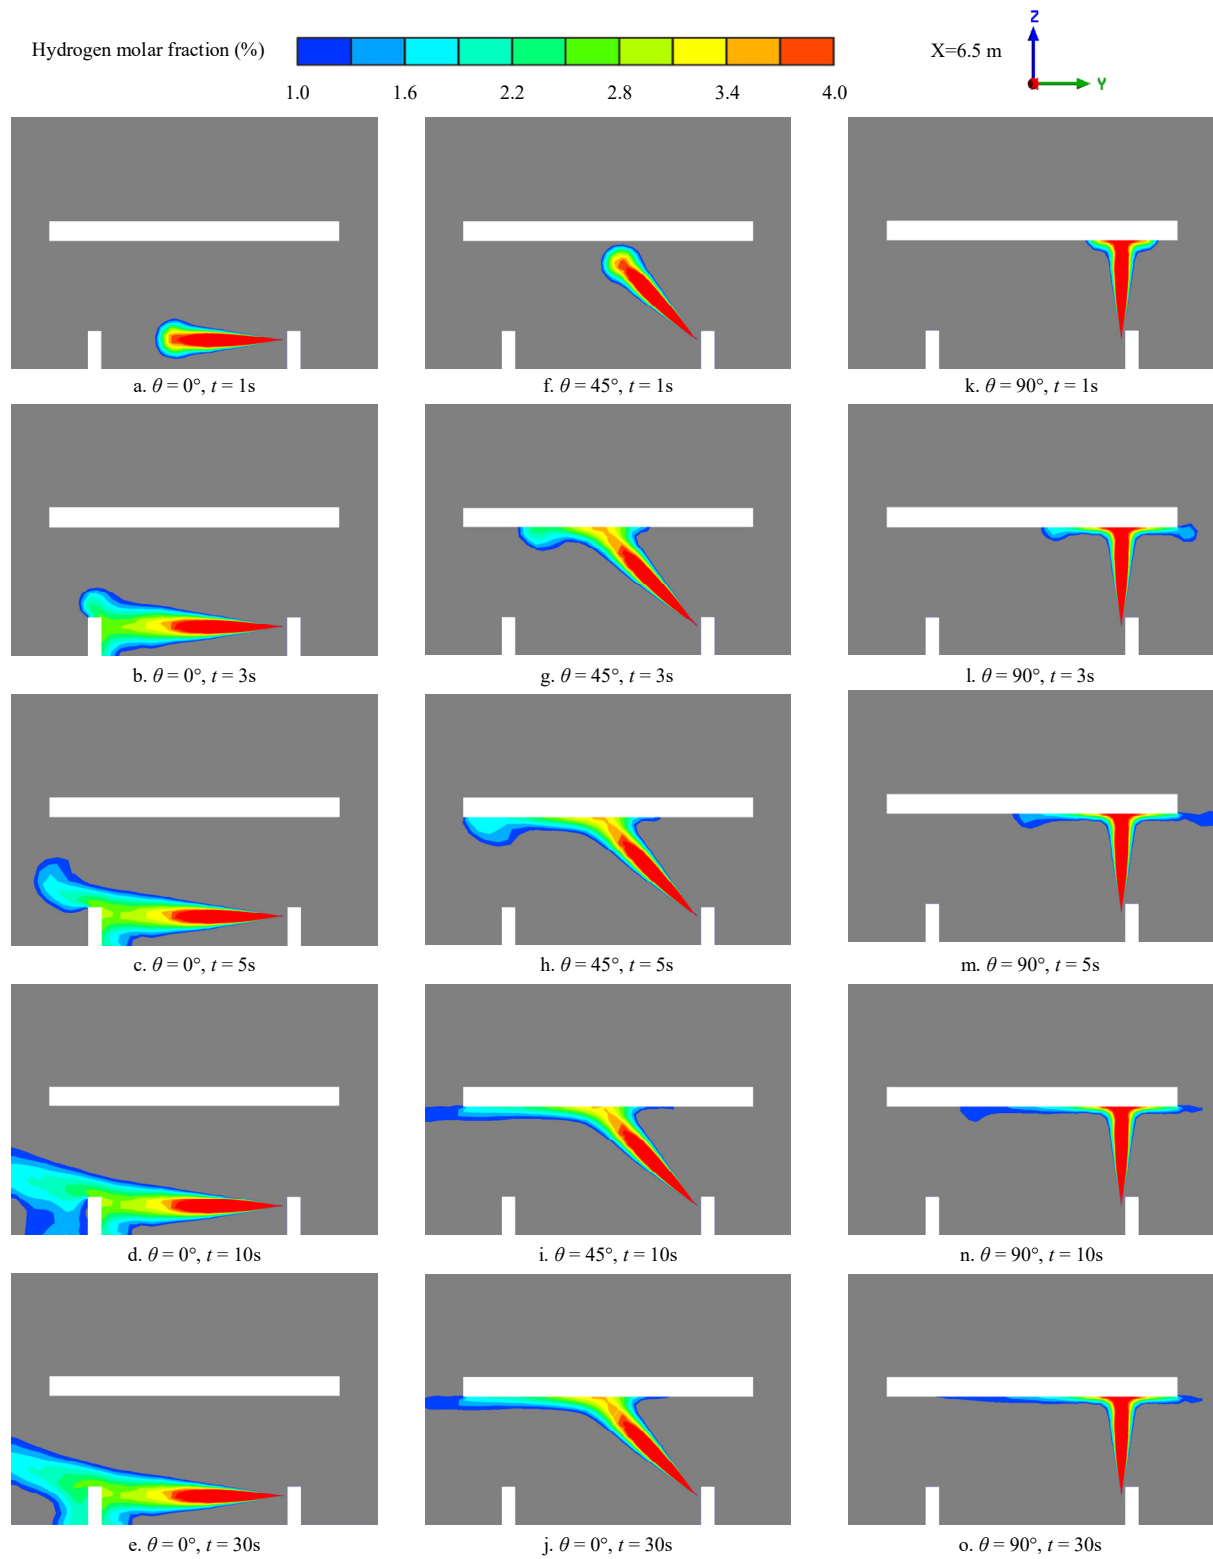 Hydrogen molar fraction (%)
1.0 1.6 2.2 2.8 3.4 4.0
X=6.5 m
Z
Y
a. θ = 0°, t = 1s
f. θ = 45°, t = 1s
k. θ = 90°, t = 1s
b. θ = 0°, t = 3s
g. θ = 45°, t = 3s
l. θ = 90°, t = 3s
c. θ = 0°, t = 5s
h. θ = 45°, t = 5s
m. θ = 90°, t = 5s
d. θ = 0°, t = 10s
i. θ = 45°, t = 10s
n. θ = 90°, t = 10s
e. θ = 0°, t = 30s
j. θ = 0°, t = 30s
o. θ = 90°, t = 30s